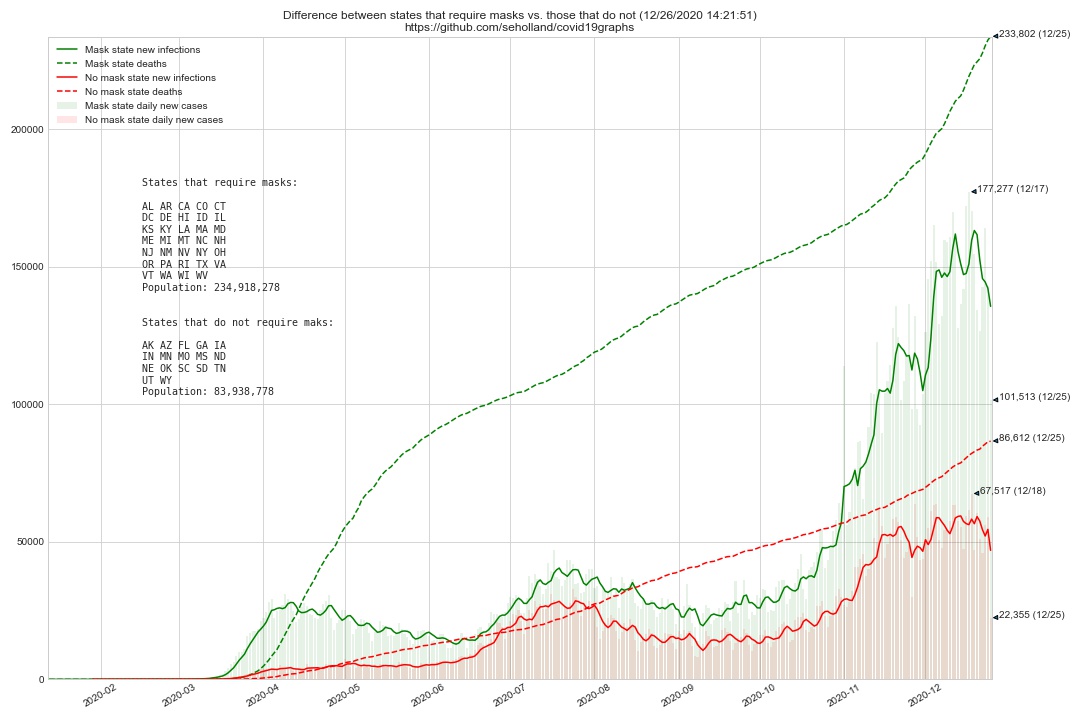 Difference between states that require masks vs. those that do not (12/26/2020 14:21:51)
https://github.com/seholland/covid19graphs
Mask state new infections
Mask state deaths
No mask state new infections
No mask state deaths
Mask state daily new cases
No mask state daily new cases
233,802 (12/25)
200000
States that require masks:
AL AR CA CO CT
DC DE HI ID IL
KS KY LA MA MD
ME MI MT NC NH
NJ NM NV NY OH
OR PA RI TX VA
VT WA WI WV
Population: 234,918,278
177,277 (12/17)
150000
States that do not require maks:
AK AZ FL GA IA
IN MN MO MS ND
NE OK SC SD TN
UT WY
Population: 83,938,778
101,513 (12/25)
100000
86,612 (12/25)
67,517 (12/18)
50000
22,355 (12/25)
0
2020-02
2020-03
2020-04
2020-05
2020-06
2020-07
2020-08
2020-09
2020-10
2020-11
2020-12